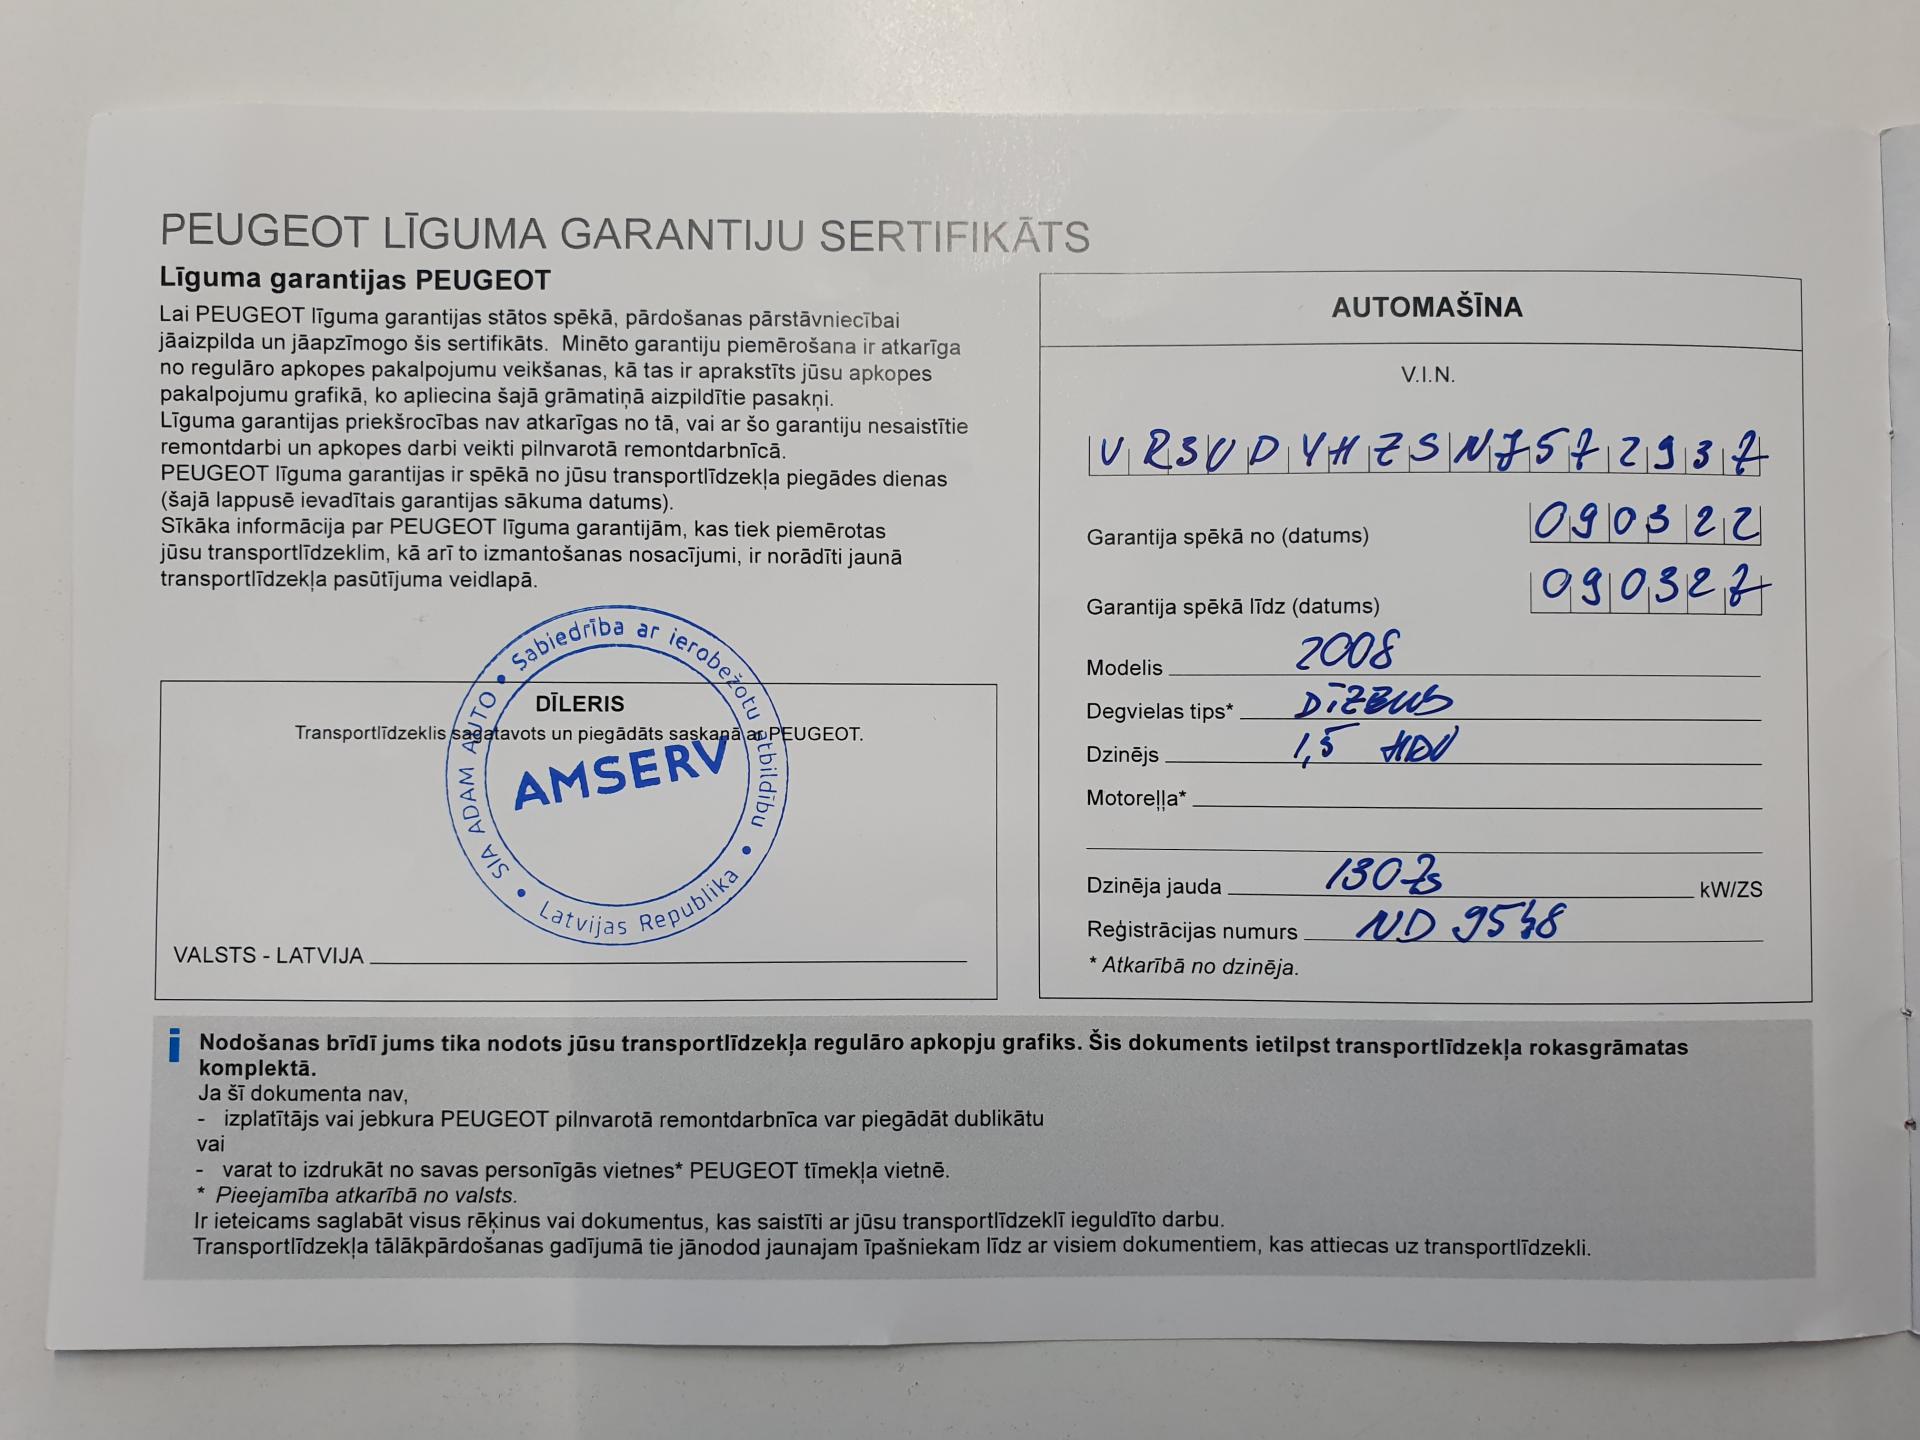 PEUGEOT LĪGUMA GARANTIJU SERTIFIKĀTS
Līguma garantijas PEUGEOT
Lai PEUGEOT līguma garantijas stātos spēkā, pārdošanas pārstāvniecībai
jāaizpilda un jāapzīmogo šis sertifikāts. Minēto garantiju piemērošana ir atkarīga
no regulāro apkopes pakalpojumu veikšanas, kā tas ir aprakstīts jūsu apkopes
pakalpojumu grafikā, ko apliecina šajā grāmatiņā aizpildītie pasakņi.
Līguma garantijas priekšrocības nav atkarīgas no tā, vai ar šo garantiju nesaistītie
remontdarbi un apkopes darbi veikti pilnvarotā remontdarbnīcā.
PEUGEOT līguma garantijas ir spēkā no jūsu transportlīdzekļa piegādes dienas
(šajā lappusē ievadītais garantijas sākuma datums).
Sīkāka informācija par PEUGEOT līguma garantijām, kas tiek piemērotas
jūsu transportlīdzeklim, kā arī to izmantošanas nosacījumi, ir norādīti jaunā
transportlīdzekļa pasūtījuma veidlapā.
DĪLERIS
Transportlīdzeklis sagatavots un piegādāts saskaņā ar PEUGEOT.
SIA ADAM AUTO • Sabiedrība ar ierobežotu atbildību •
AMSERV
• Latvijas Republika
VALSTS - LATVIJA
AUTOMAŠĪNA
V.I.N.
VR3UDYHZSNJ572937
Garantija spēkā no (datums) 090322
Garantija spēkā līdz (datums) 090327
Modelis 2008
Degvielas tips* DĪZELIS
Dzinējs 1,5 HDI
Motoreļļa*
Dzinēja jauda 130Zs kW/ZS
Reģistrācijas numurs ND 9548
* Atkarībā no dzinēja.
i Nodošanas brīdī jums tika nodots jūsu transportlīdzekļa regulāro apkopju grafiks. Šis dokuments ietilpst transportlīdzekļa rokasgrāmatas
komplektā.
Ja šī dokumenta nav,
- izplatītājs vai jebkura PEUGEOT pilnvarotā remontdarbnīca var piegādāt dublikātu
vai
- varat to izdrukāt no savas personīgās vietnes* PEUGEOT tīmekļa vietnē.
* Pieejamība atkarībā no valsts.
Ir ieteicams saglabāt visus rēķinus vai dokumentus, kas saistīti ar jūsu transportlīdzeklī ieguldīto darbu.
Transportlīdzekļa tālākpārdošanas gadījumā tie jānodod jaunajam īpašniekam līdz ar visiem dokumentiem, kas attiecas uz transportlīdzekli.